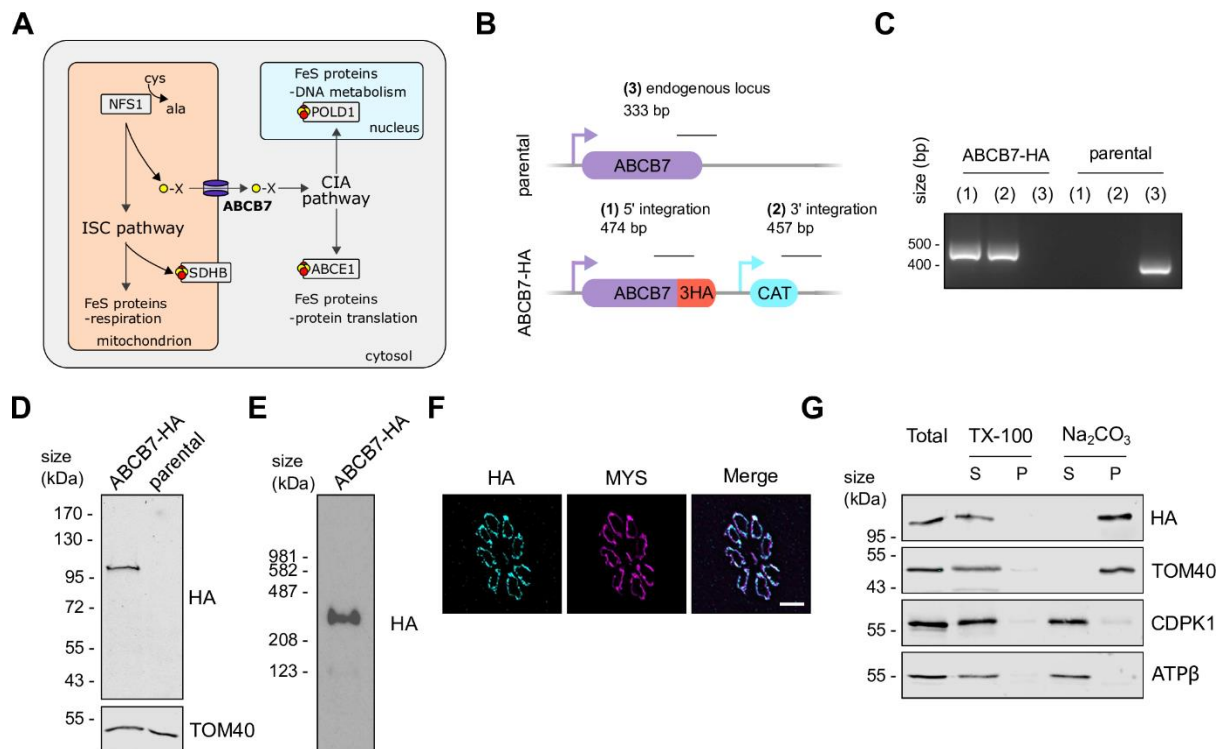 A
cys
NFS1
ala
FeS proteins
-DNA metabolism
POLD1
nucleus
O-X
O-X
ABCB7
CIA
pathway
ISC pathway
SDHB
ABCE1
FeS proteins
-respiration
mitochondrion
FeS proteins
-protein translation
cytosol
B
parental
(3) endogenous locus
333 bp
ABCB7
ABCB7-HA
(1) 5' integration
474 bp
(2) 3' integration
457 bp
ABCB7
3HA
CAT
C
size (bp)
ABCB7-HA
parental
(1) (2) (3) (1) (2) (3)
500 -
400 -
D
size
(kDa)
ABCB7-HA
parental
170 -
130 -
95 -
72 -
55 -
43 -
HA
55 -
TOM40
E
size
(kDa)
ABCB7-HA
981 -
582 -
487 -
208 -
123 -
HA
F
HA MYS Merge
G
Total TX-100 Na₂CO₃
S P S P
size
(kDa)
95 -
HA
55 -
43 -
TOM40
55 -
CDPK1
55 -
ATPβ